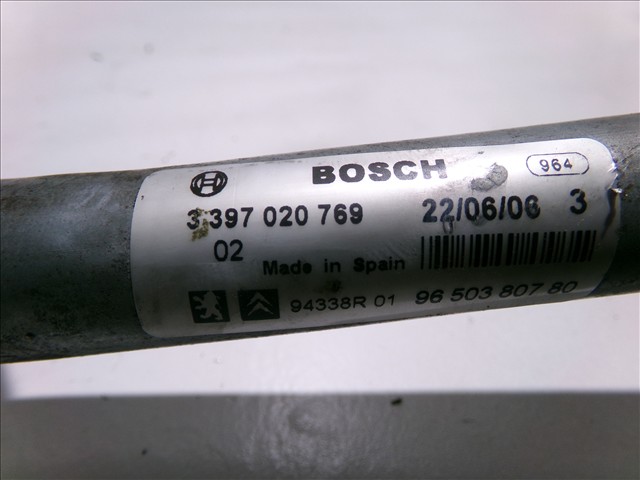 BOSCH 964
3 397 020 769 22/06/06 3
02 Made in Spain
94338R 01 96 503 807 80